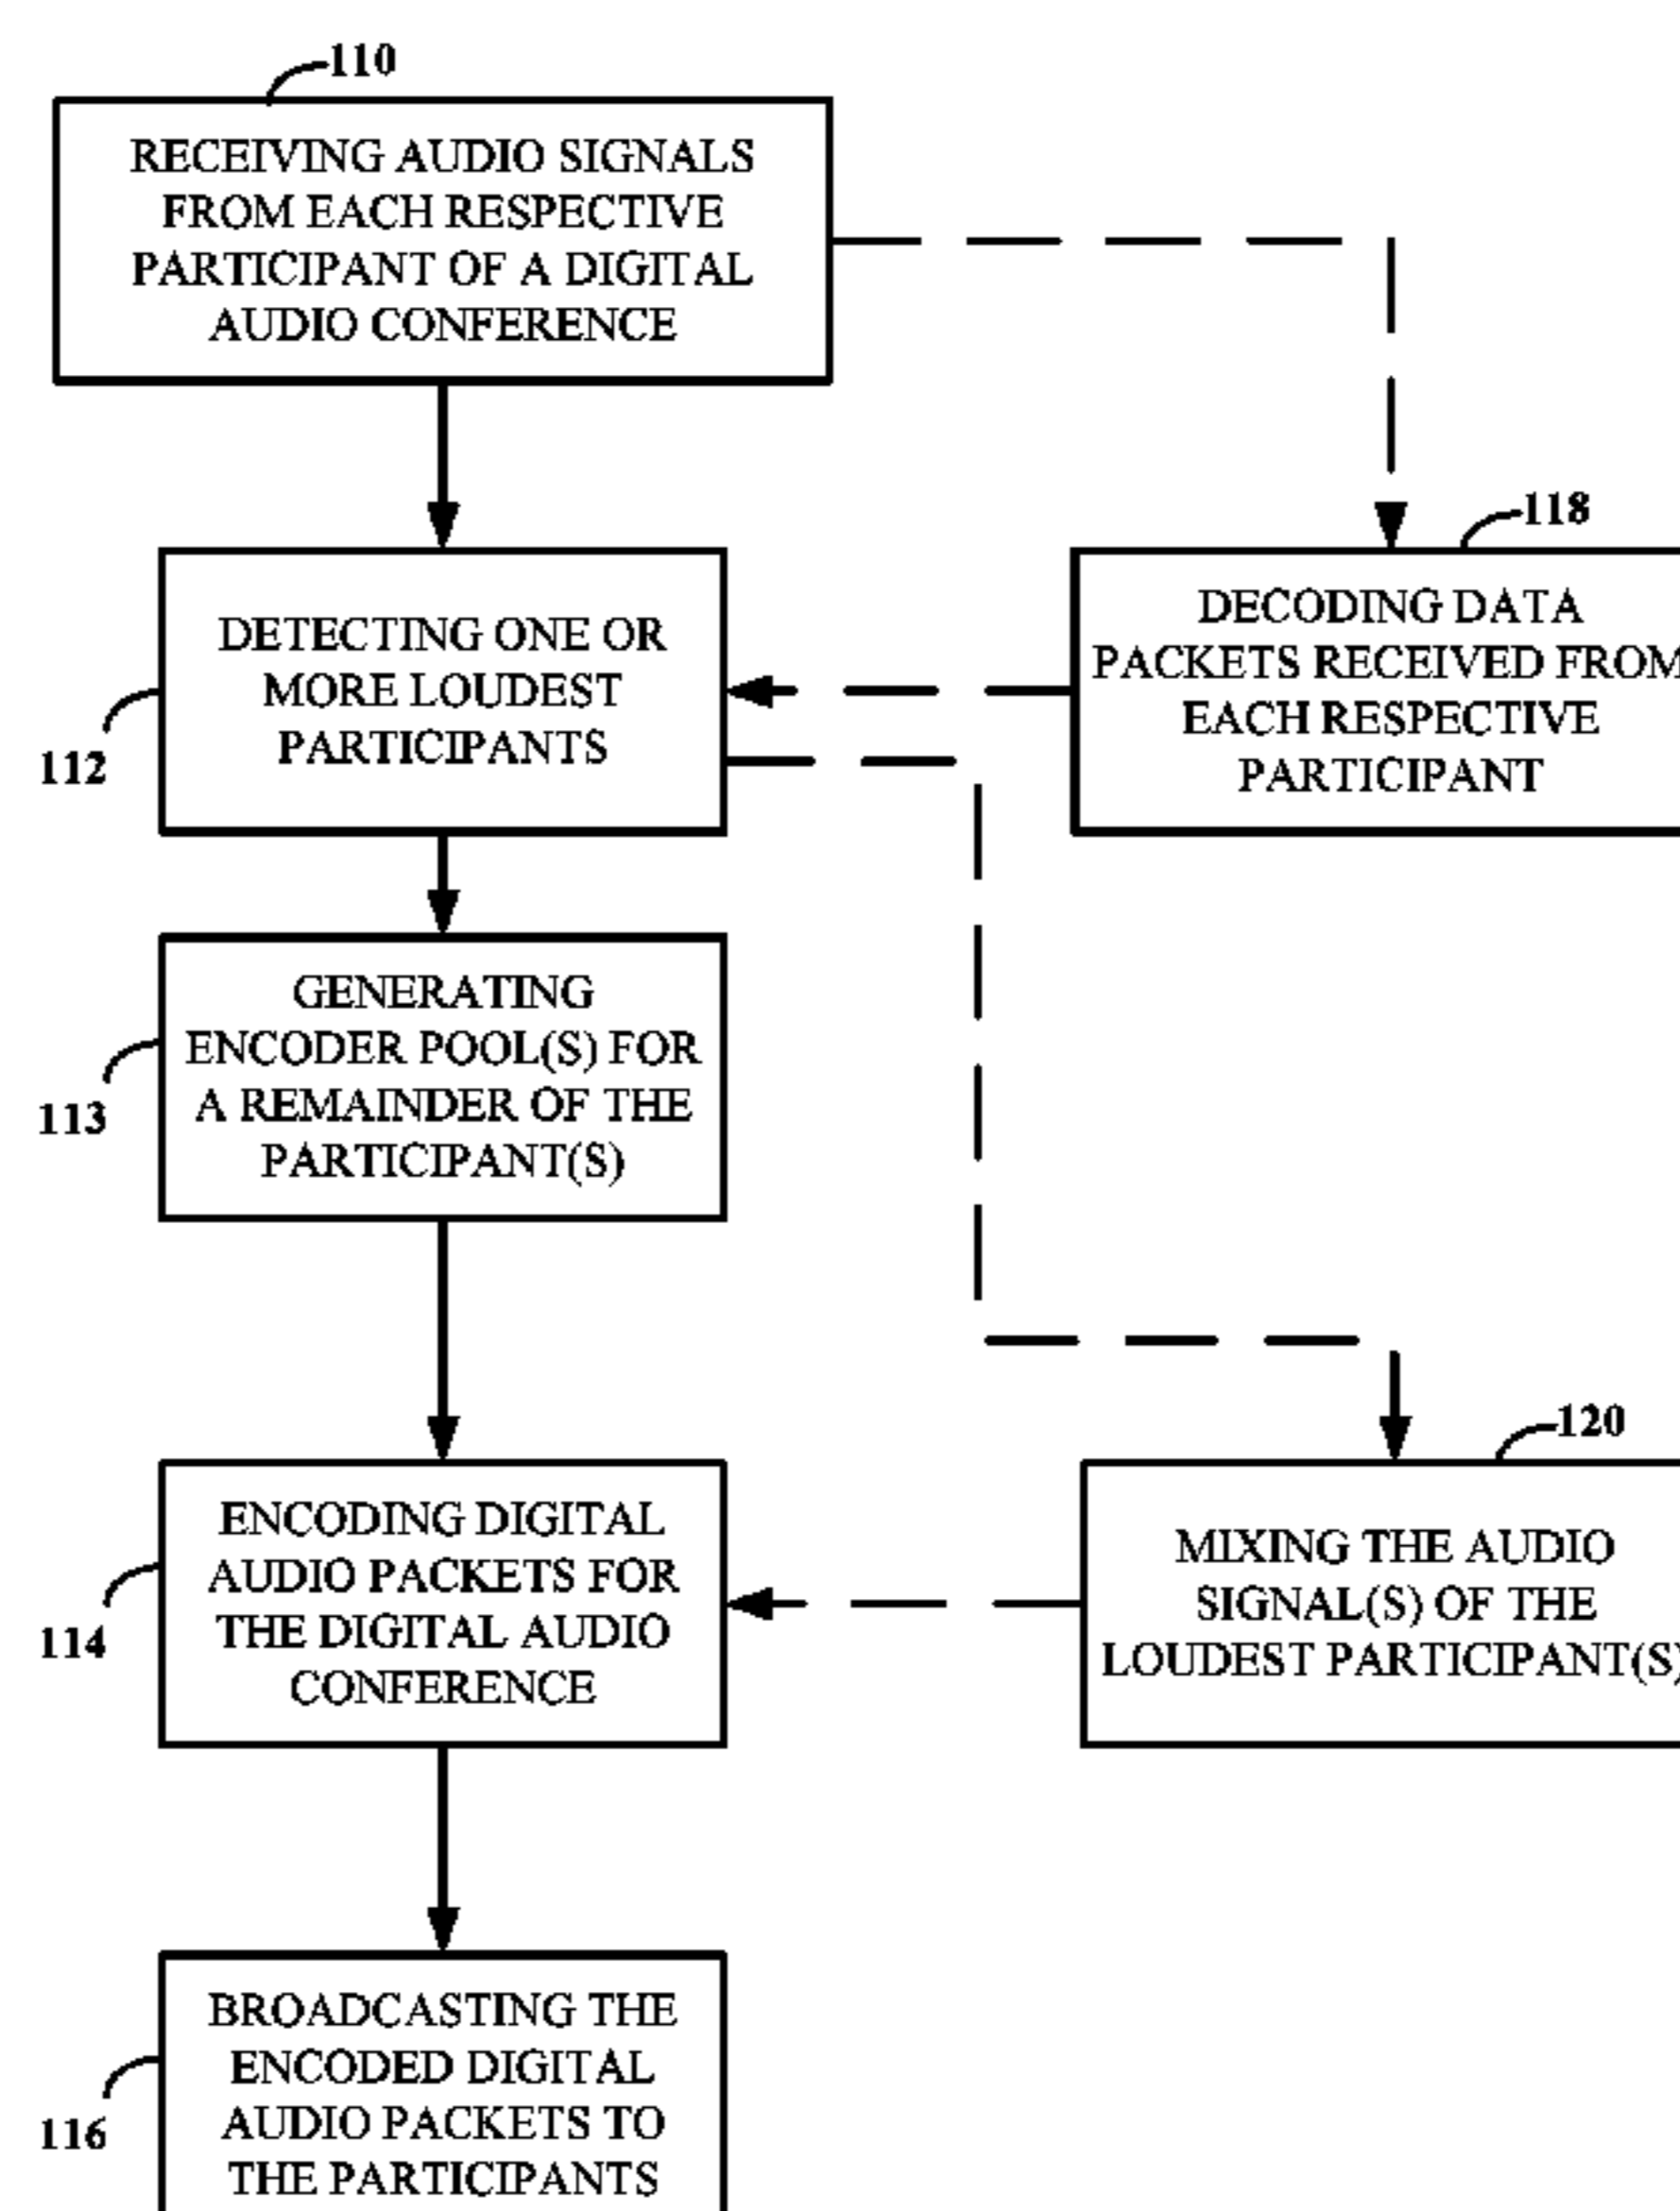 110
RECEIVING AUDIO SIGNALS
FROM EACH RESPECTIVE
PARTICIPANT OF A DIGITAL
AUDIO CONFERENCE
118
DETECTING ONE OR
MORE LOUDEST
PARTICIPANTS
112
DECODING DATA
PACKETS RECEIVED FROM
EACH RESPECTIVE
PARTICIPANT
GENERATING
ENCODER POOL(S) FOR
A REMAINDER OF THE
PARTICIPANT(S)
113
120
ENCODING DIGITAL
AUDIO PACKETS FOR
THE DIGITAL AUDIO
CONFERENCE
114
MIXING THE AUDIO
SIGNAL(S) OF THE
LOUDEST PARTICIPANT(S)
BROADCASTING THE
ENCODED DIGITAL
AUDIO PACKETS TO
THE PARTICIPANTS
116